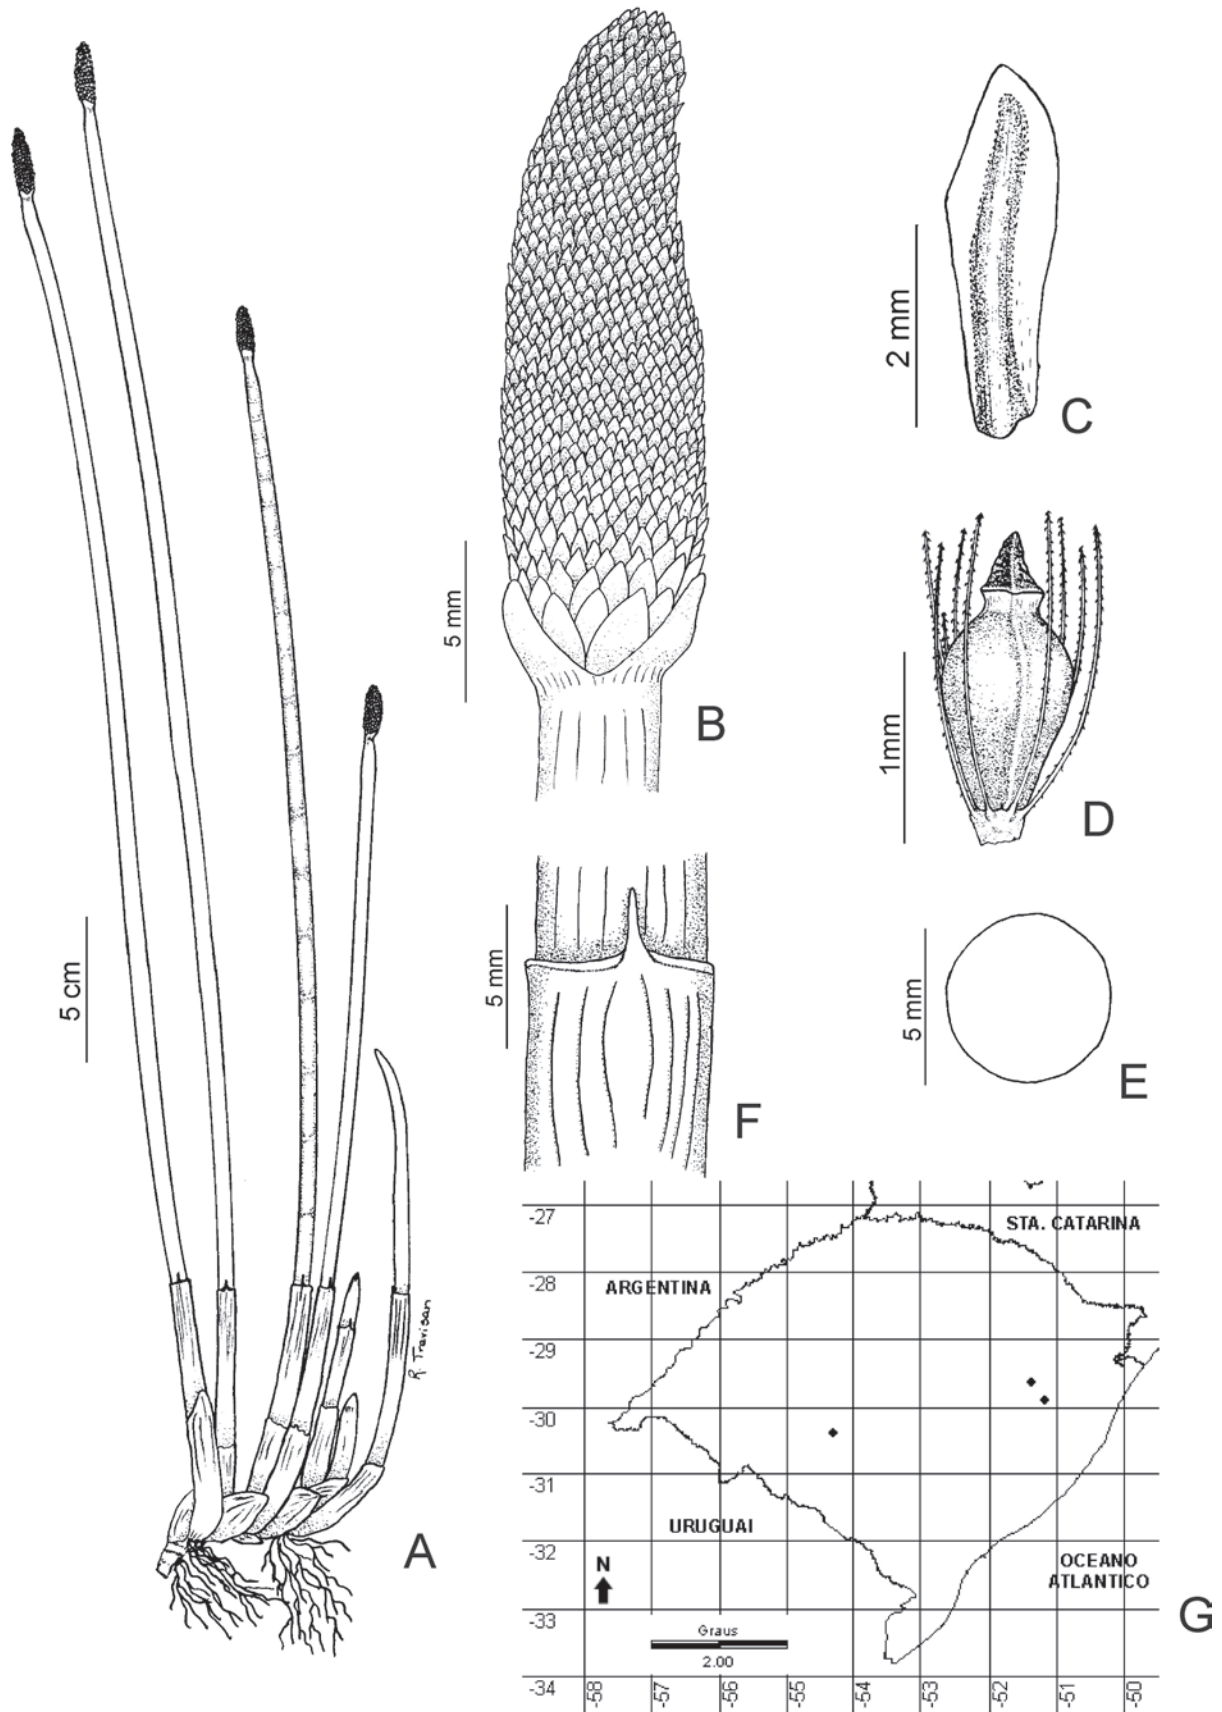 5 cm
A
R. Trevisan
5 mm
B
2 mm
C
1mm
D
5 mm
E
5 mm
F
-27
-28
-29
-30
-31
-32
-33
-34
STA. CATARINA
ARGENTINA
URUGUAI
OCEANO
ATLANTICO
N
Graus
2.00
-58
-57
-56
-55
-54
-53
-52
-51
-50
G